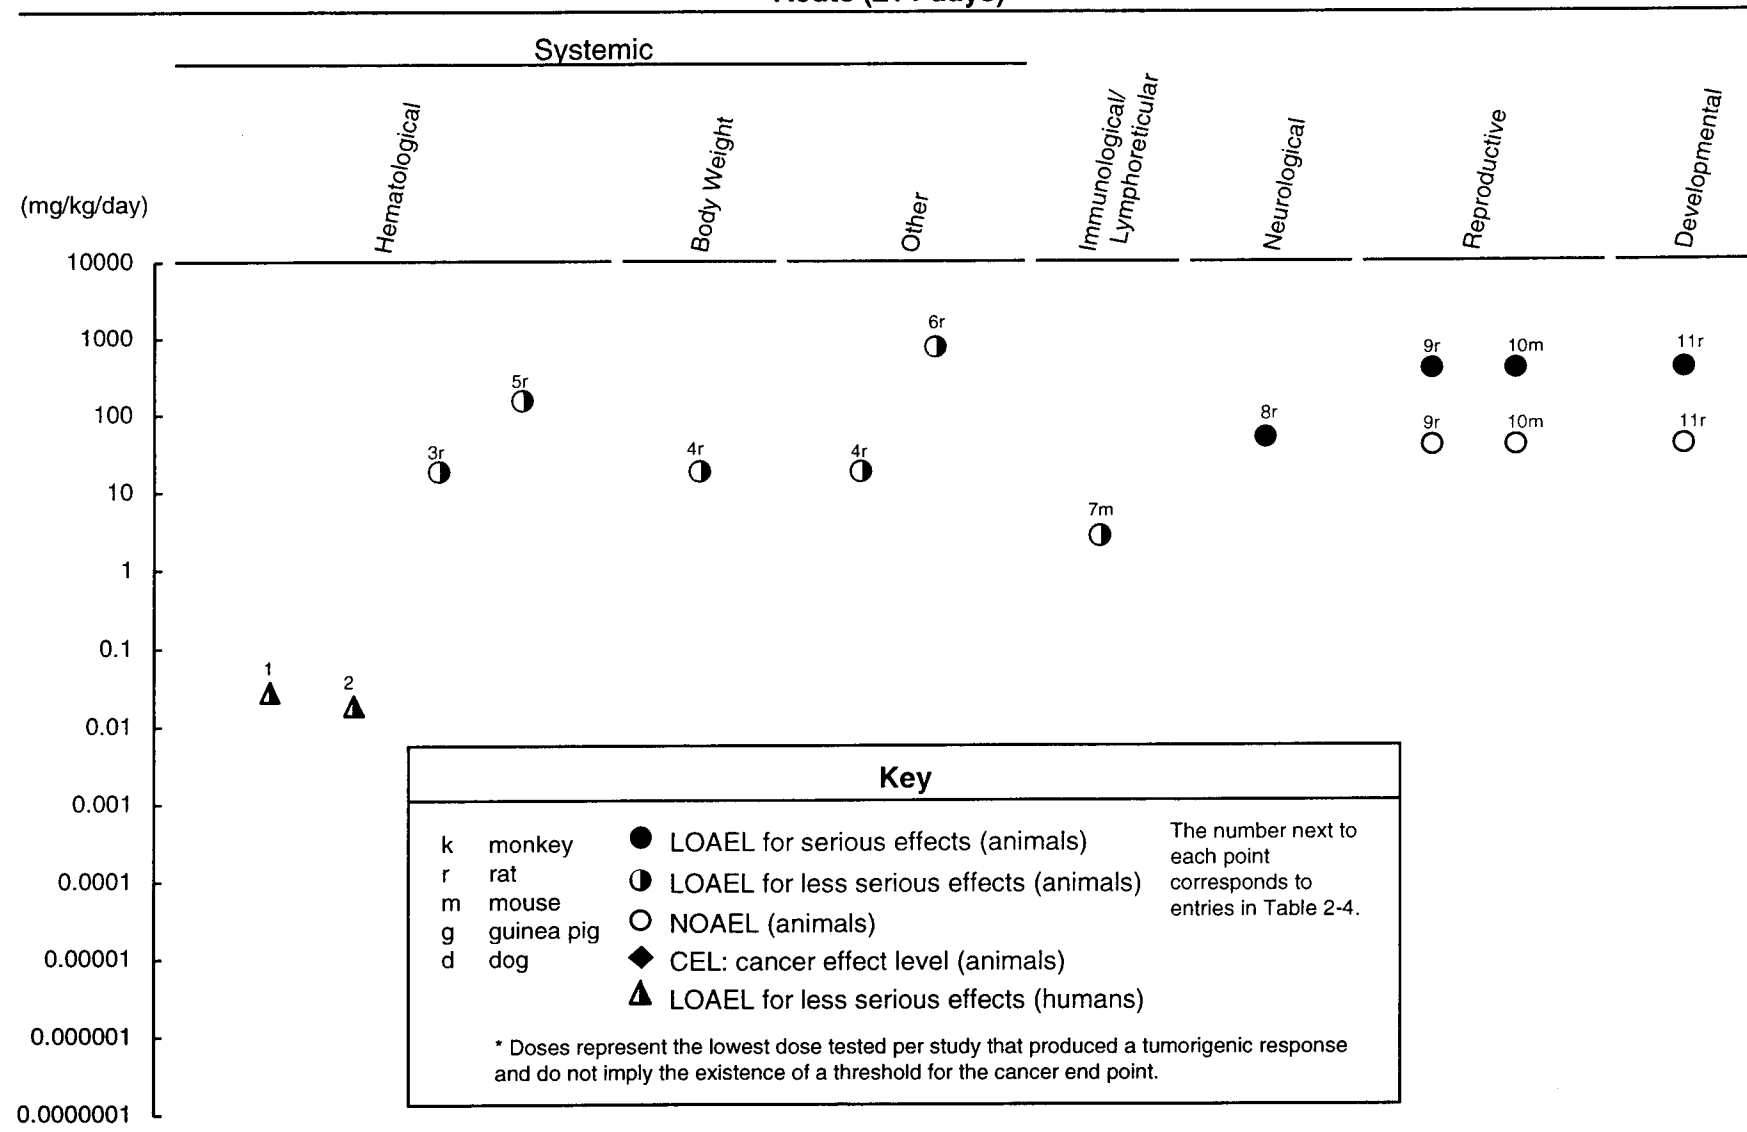 Systemic
Hematological
Body Weight
Other
Immunological/
Lymphoreticular
Neurological
Reproductive
Developmental
(mg/kg/day)
10000
1000
100
10
1
0.1
0.01
0.001
0.0001
0.00001
0.000001
0.0000001
1
2
3r
5r
4r
4r
6r
7m
8r
9r
10m
11r
9r
10m
11r
Key
k monkey
r rat
m mouse
g guinea pig
d dog
LOAEL for serious effects (animals)
LOAEL for less serious effects (animals)
NOAEL (animals)
CEL: cancer effect level (animals)
LOAEL for less serious effects (humans)
The number next to
each point
corresponds to
entries in Table 2-4.
* Doses represent the lowest dose tested per study that produced a tumorigenic response
and do not imply the existence of a threshold for the cancer end point.